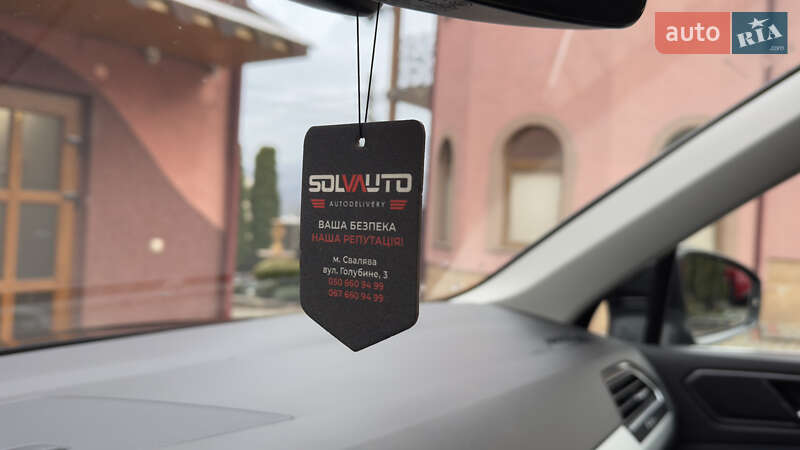 auto RIA .com
SOLVAUTO
AUTODELIVERY
ВАША БЕЗПЕКА
НАША РЕПУТАЦІЯ!
м. Свалява
вул. Голубине, 3
050 660 94 99
067 660 94 99